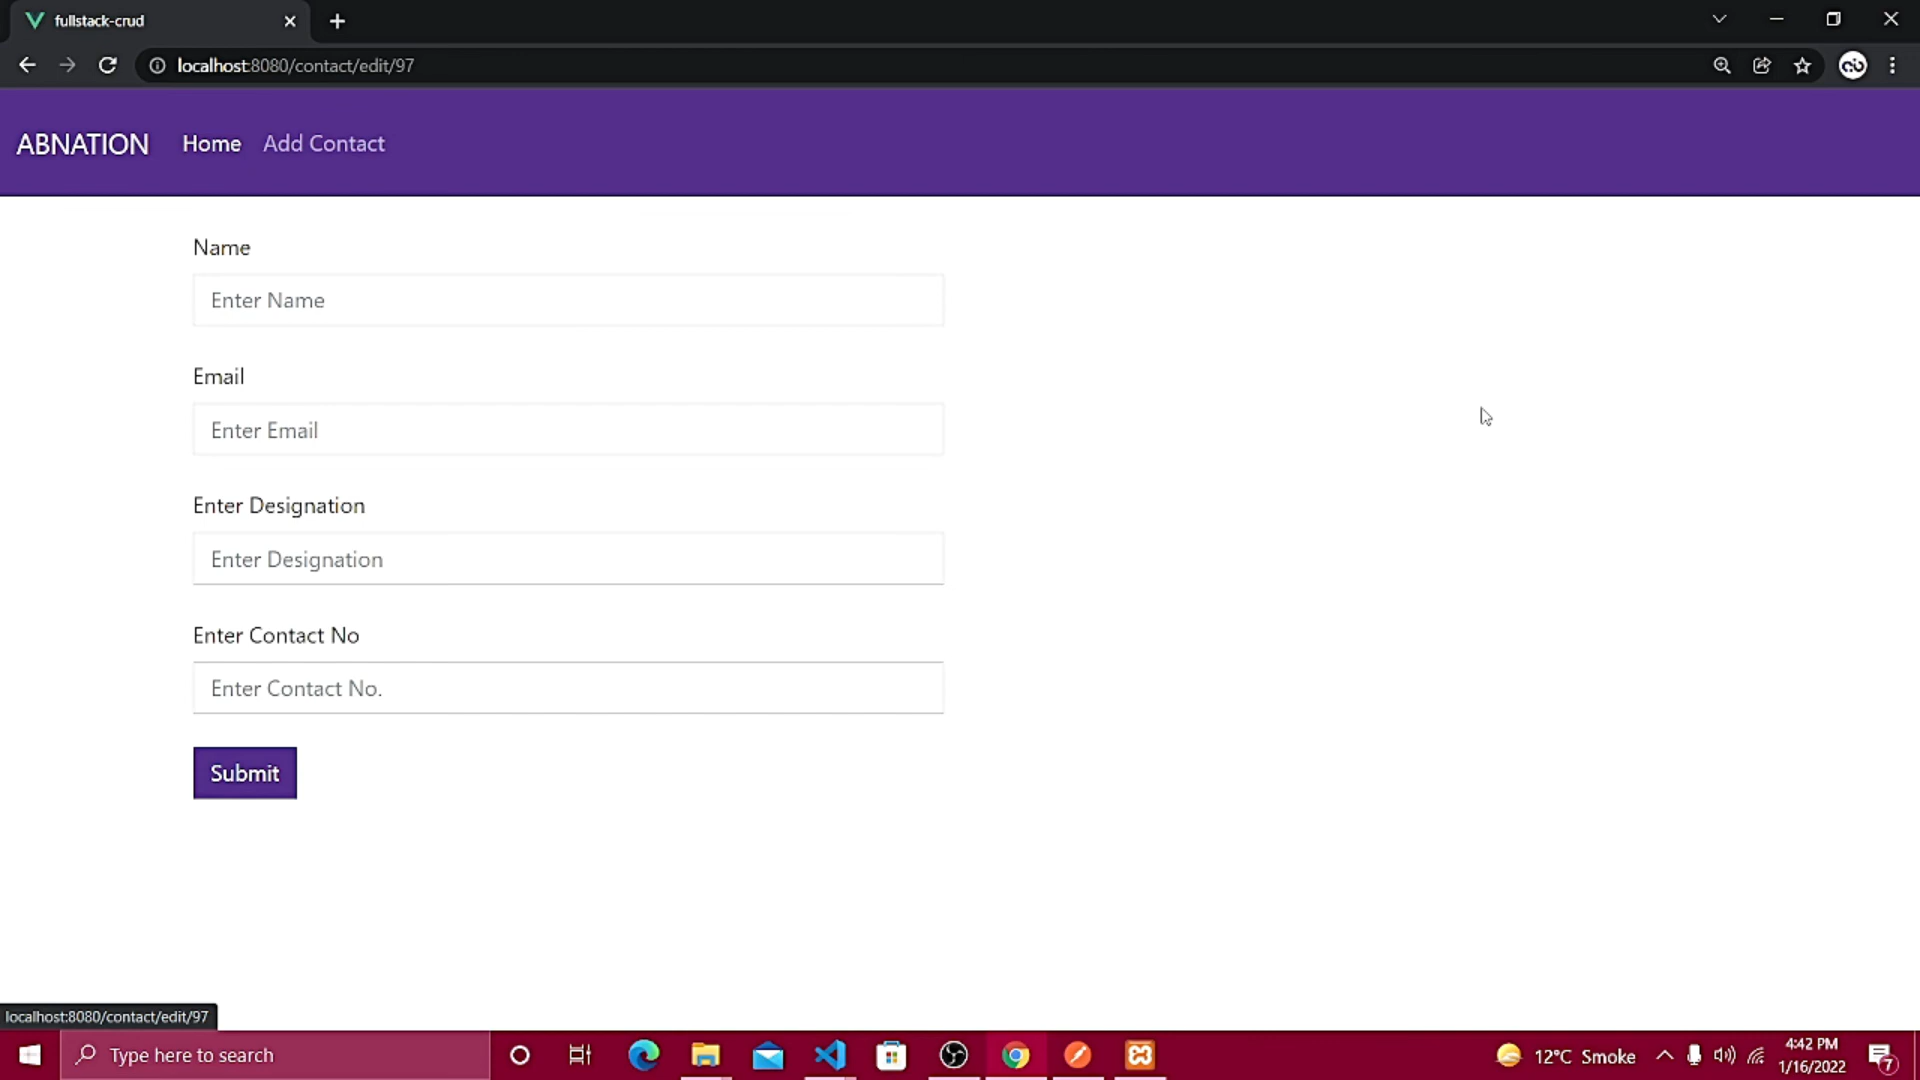 fullstack-crud
localhost:8080/contact/edit/97
ABNATION Home Add Contact
Name
Enter Name
Email
Enter Email
Enter Designation
Enter Designation
Enter Contact No
Enter Contact No.
Submit
localhost:8080/contact/edit/97
Type here to search
12°C Smoke
4:42 PM
1/16/2022
7